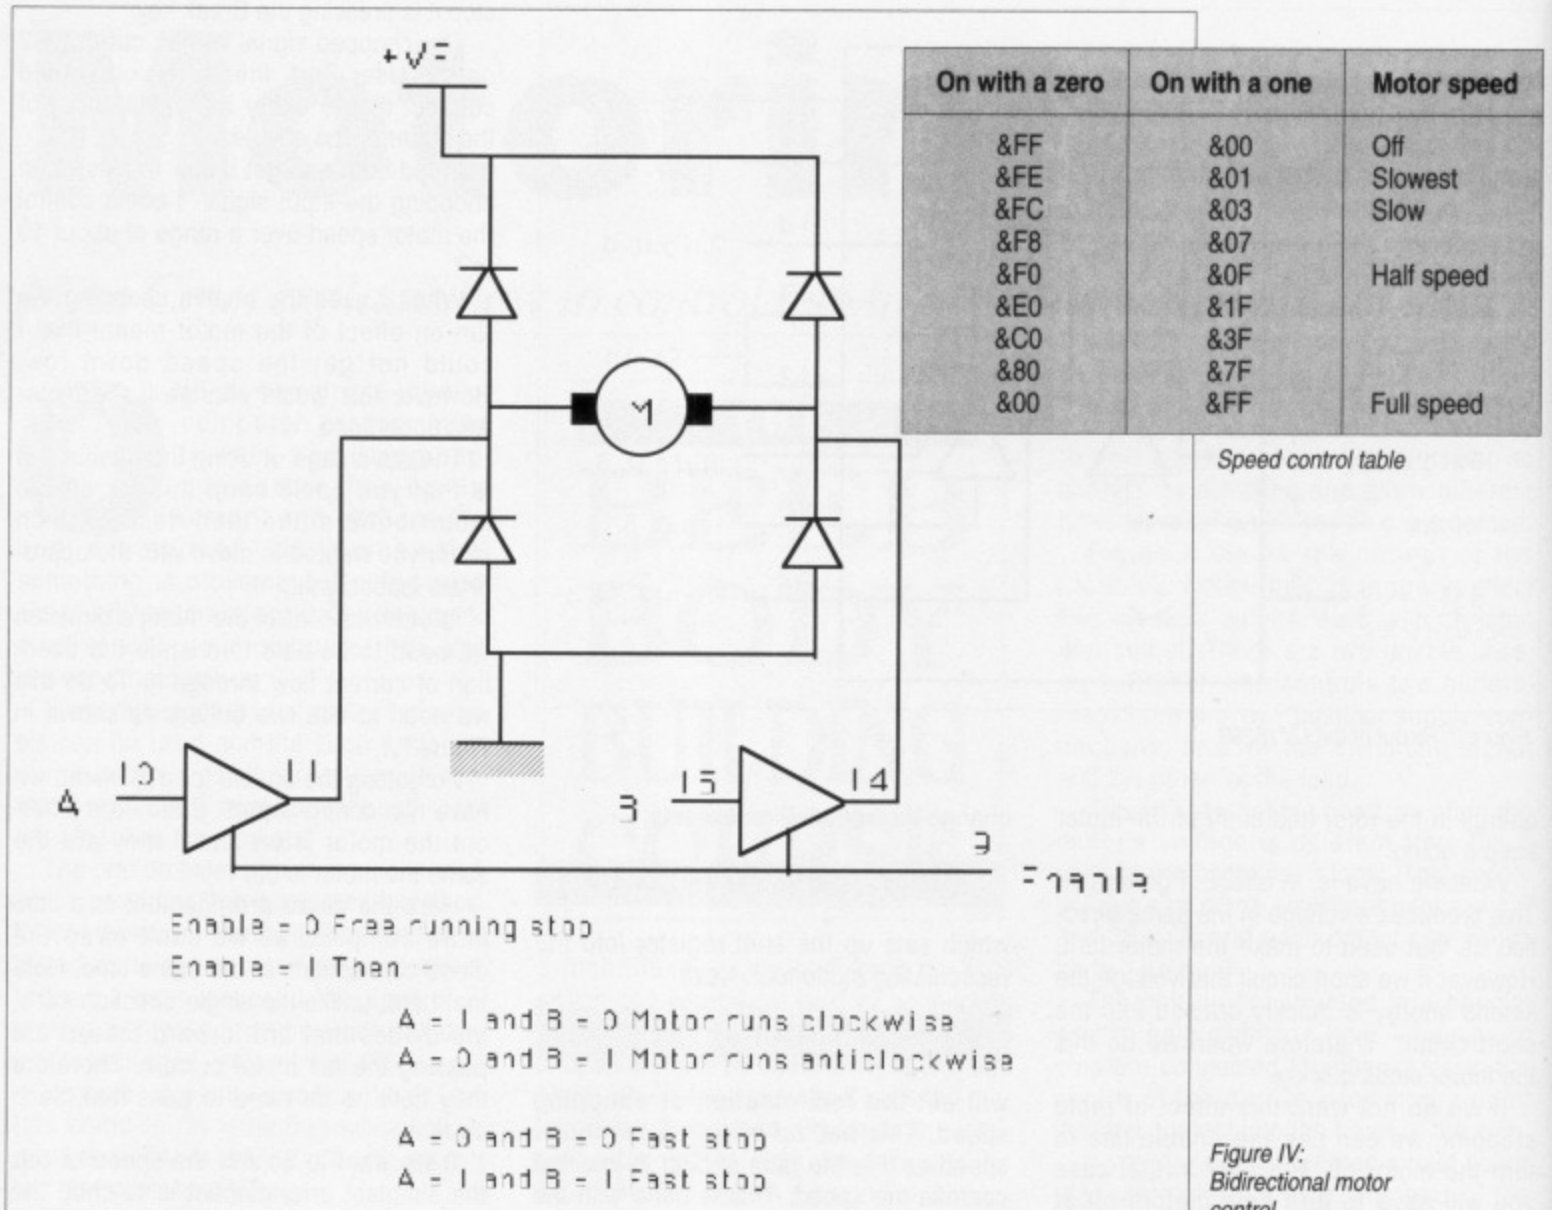 +VE
On with a zero On with a one Motor speed
&FF &00 Off
&FE &01 Slowest
&FC &03 Slow
&F8 &07
&F0 &0F Half speed
&E0 &1F
&C0 &3F
&80 &7F
&00 &FF Full speed
Speed control table
M
A 10 11
B 15 14
9
Enable
Enable = 0 Free running stop
Enable = 1 Then
A = 1 and B = 0 Motor runs clockwise
A = 0 and B = 1 Motor runs anticlockwise
A = 0 and B = 0 Fast stop
A = 1 and B = 1 Fast stop
Figure IV:
Bidirectional motor
control